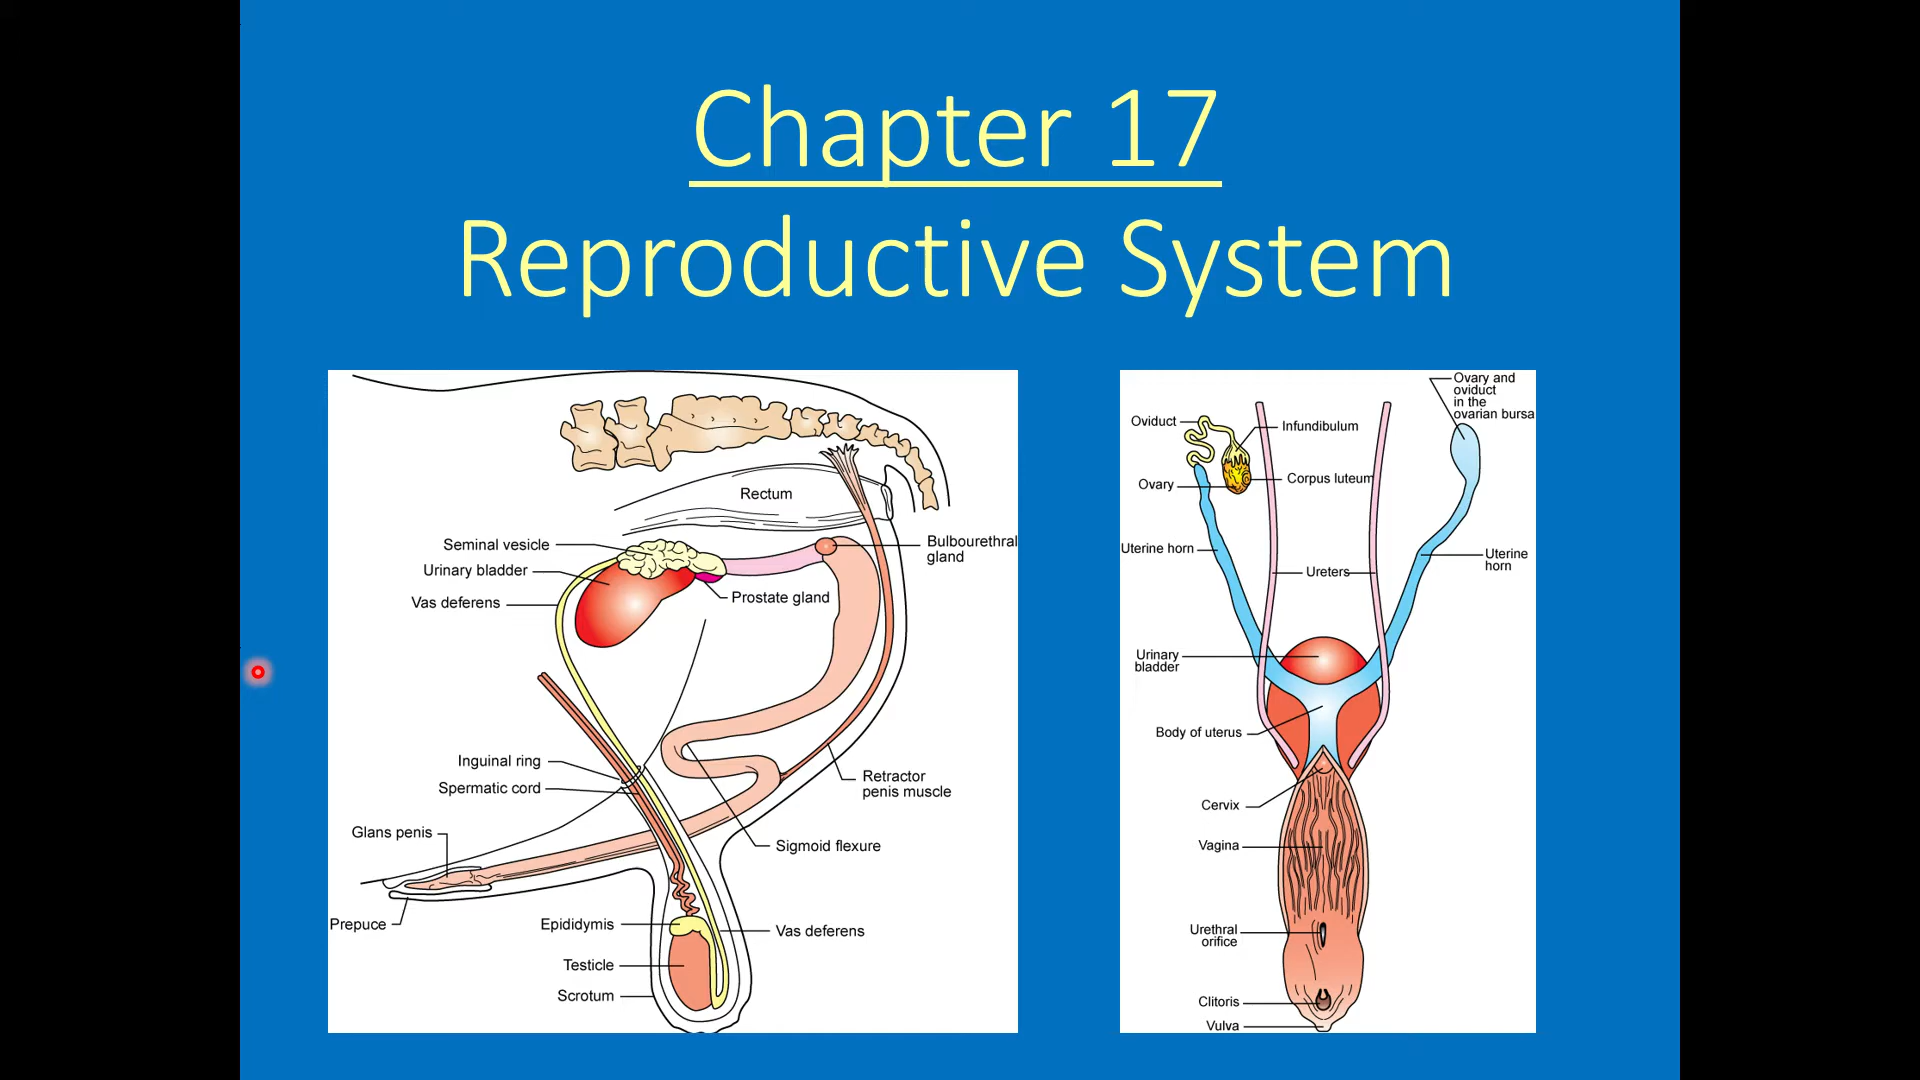 Chapter 17
Reproductive System
Rectum
Seminal vesicle
Urinary bladder
Vas deferens
Bulbourethral
gland
Prostate gland
Inguinal ring
Spermatic cord
Retractor
penis muscle
Glans penis
Sigmoid flexure
Prepuce
Epididymis
Vas deferens
Testicle
Scrotum
Ovary and
oviduct
in the
ovarian bursa
Oviduct
Infundibulum
Corpus luteum
Ovary
Uterine horn
Uterine
horn
Ureters
Urinary
bladder
Body of uterus
Cervix
Vagina
Urethral
orifice
Clitoris
Vulva